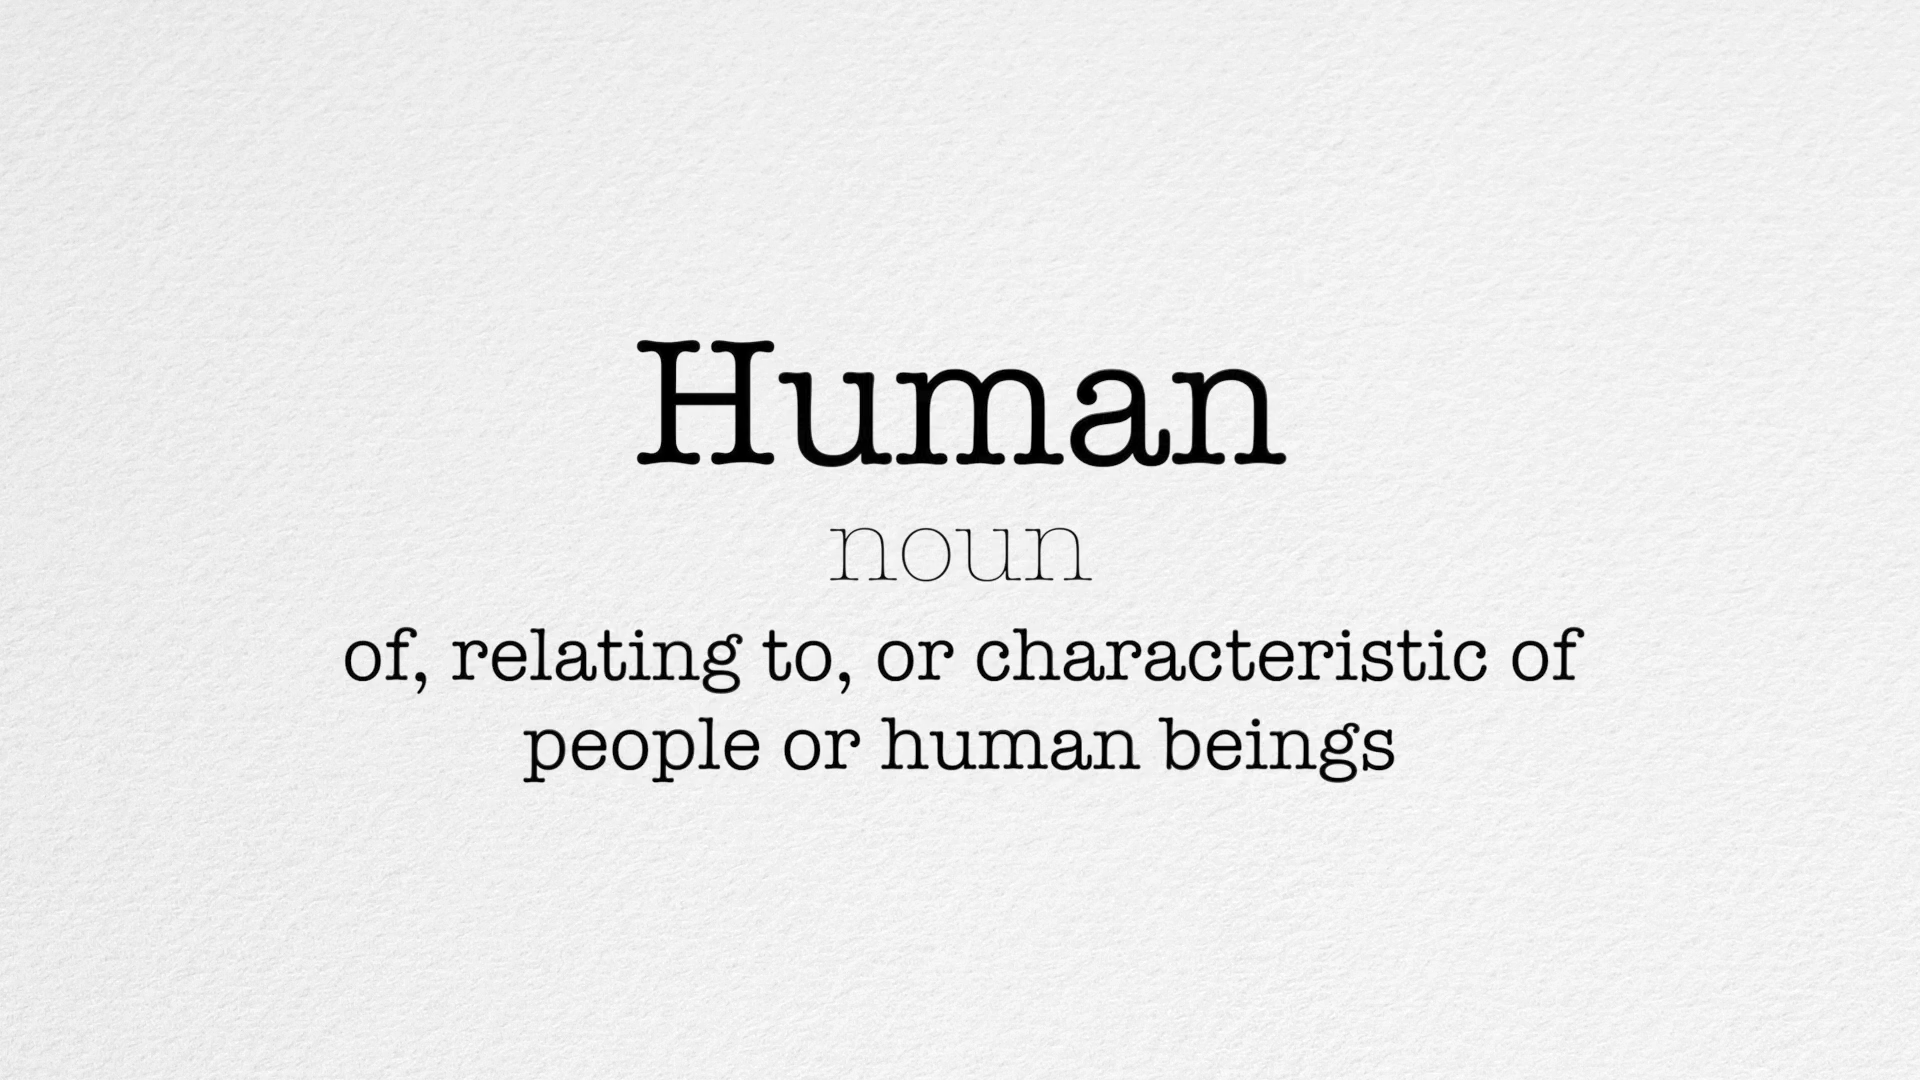 Human
noun
of, relating to, or characteristic of
people or human beings